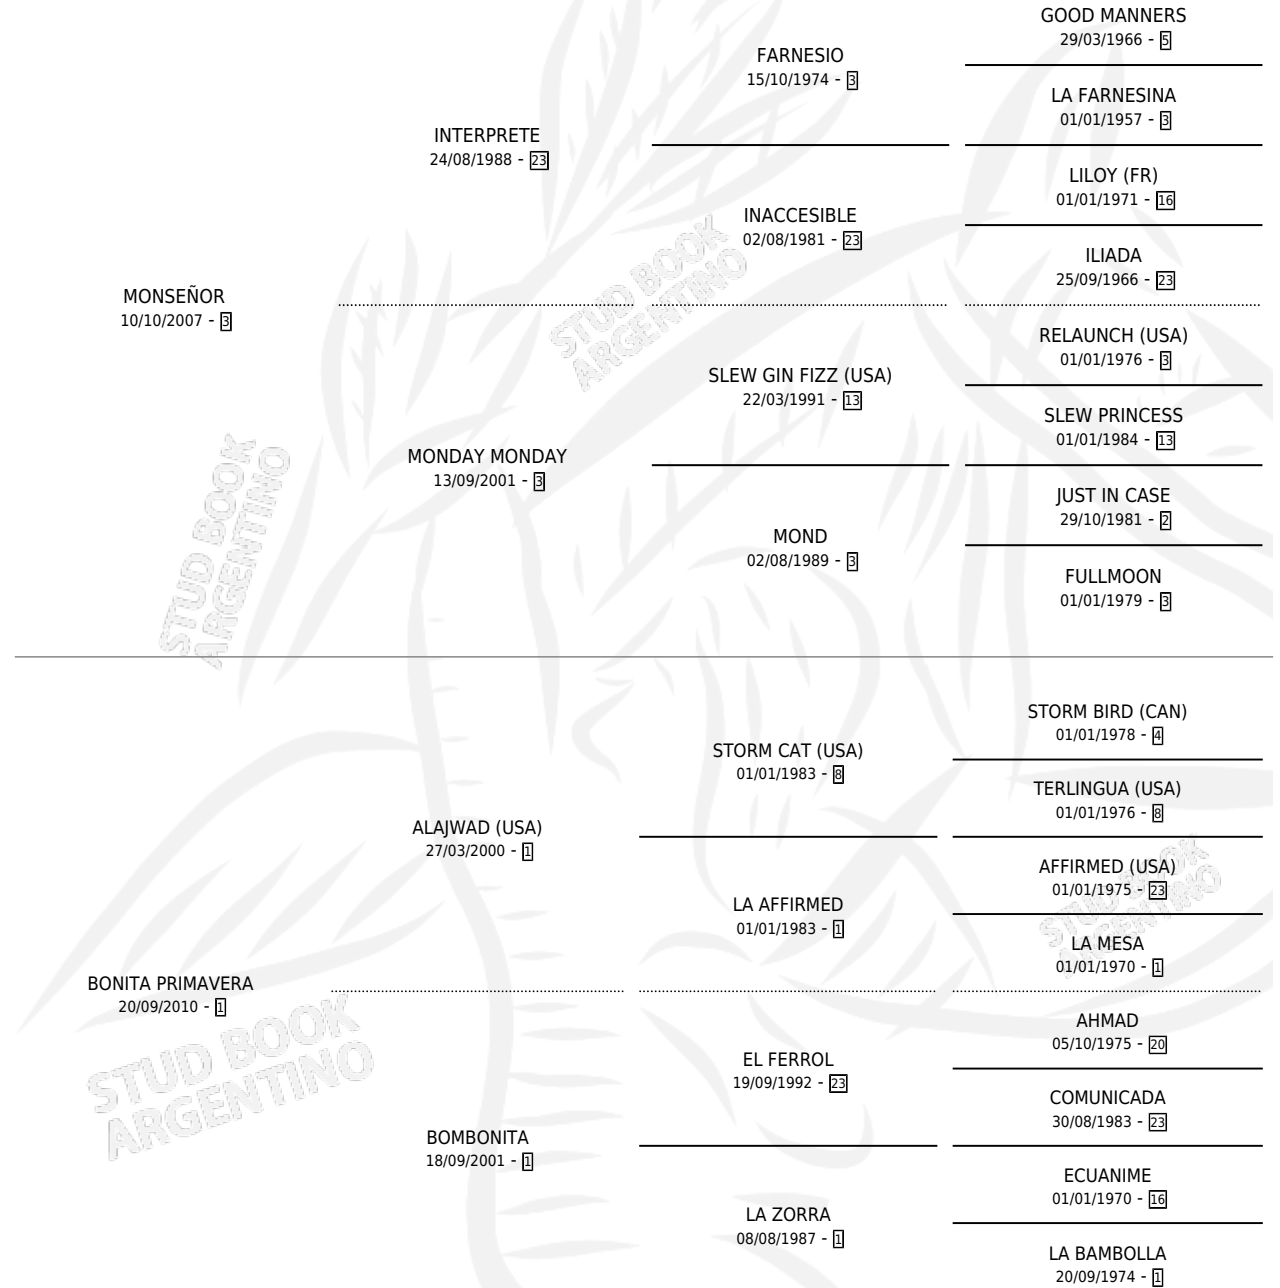 GOOD MANNERS
29/03/1966 - 5
FARNESIO
15/10/1974 - 3
LA FARNESINA
01/01/1957 - 3
INTERPRETE
24/08/1988 - 23
LILOY (FR)
01/01/1971 - 16
INACCESIBLE
02/08/1981 - 23
ILIADA
25/09/1966 - 23
MONSEÑOR
10/10/2007 - 3
STUD BOOK
ARGENTINO
RELAUNCH (USA)
01/01/1976 - 3
SLEW GIN FIZZ (USA)
22/03/1991 - 13
SLEW PRINCESS
01/01/1984 - 13
MONDAY MONDAY
13/09/2001 - 3
JUST IN CASE
29/10/1981 - 2
MOND
02/08/1989 - 3
FULLMOON
01/01/1979 - 3
STUD BOOK
ARGENTINO
STORM BIRD (CAN)
01/01/1978 - 4
STORM CAT (USA)
01/01/1983 - 8
TERLINGUA (USA)
01/01/1976 - 8
ALAJWAD (USA)
27/03/2000 - 1
AFFIRMED (USA)
01/01/1975 - 23
LA AFFIRMED
01/01/1983 - 1
LA MESA
01/01/1970 - 1
STUD BOOK
ARGENTINO
BONITA PRIMAVERA
20/09/2010 - 1
AHMAD
05/10/1975 - 20
EL FERROL
19/09/1992 - 23
COMUNICADA
30/08/1983 - 23
STUD BOOK
ARGENTINO
BOMBONITA
18/09/2001 - 1
ECUANIME
01/01/1970 - 16
LA ZORRA
08/08/1987 - 1
LA BAMBOLLA
20/09/1974 - 1